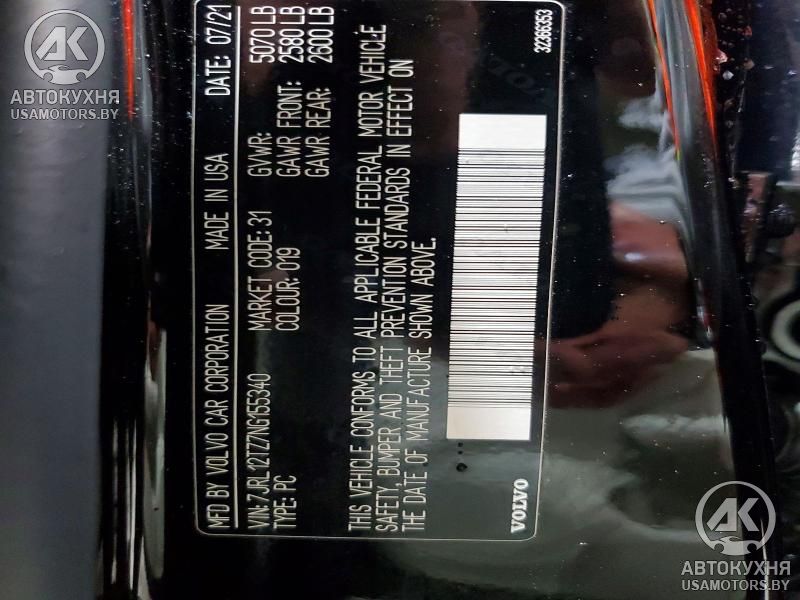 MFD BY VOLVO CAR CORPORATION MADE IN USA DATE: 07/21
VIN: 7JRL12TZ7NG155340 MARKET CODE: 31 GVWR: 5070 LB
TYPE: PC COLOUR: 019 GAWR FRONT: 2580 LB
GAWR REAR: 2600 LB
THIS VEHICLE CONFORMS TO ALL APPLICABLE FEDERAL MOTOR VEHICLE
SAFETY, BUMPER AND THEFT PREVENTION STANDARDS IN EFFECT ON
THE DATE OF MANUFACTURE SHOWN ABOVE.
VOLVO 32366353
АК
АВТОКУХНЯ
USAMOTORS.BY
АК
АВТОКУХНЯ
USAMOTORS.BY